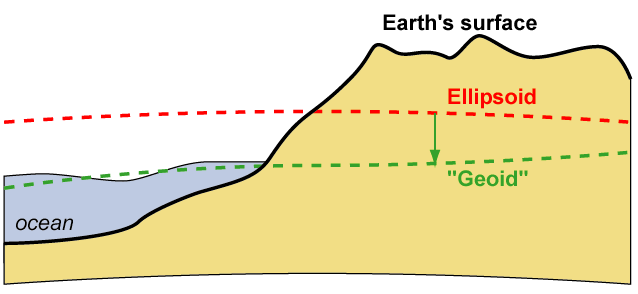 Earth's surface
Ellipsoid
"Geoid"
ocean